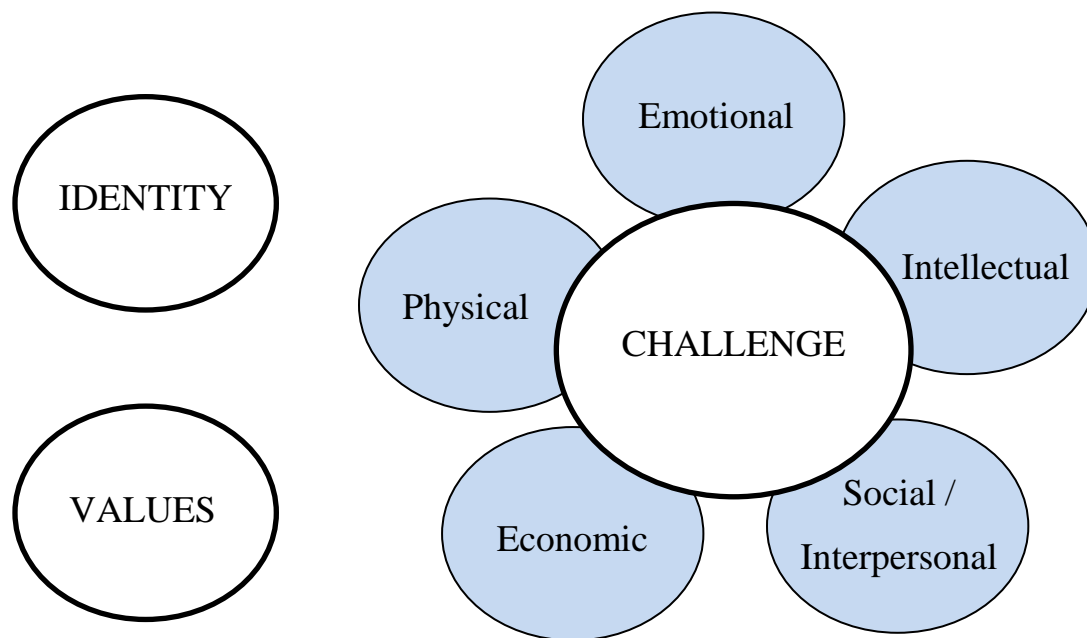 Emotional
IDENTITY
Intellectual
Physical
CHALLENGE
VALUES
Economic
Social /
Interpersonal